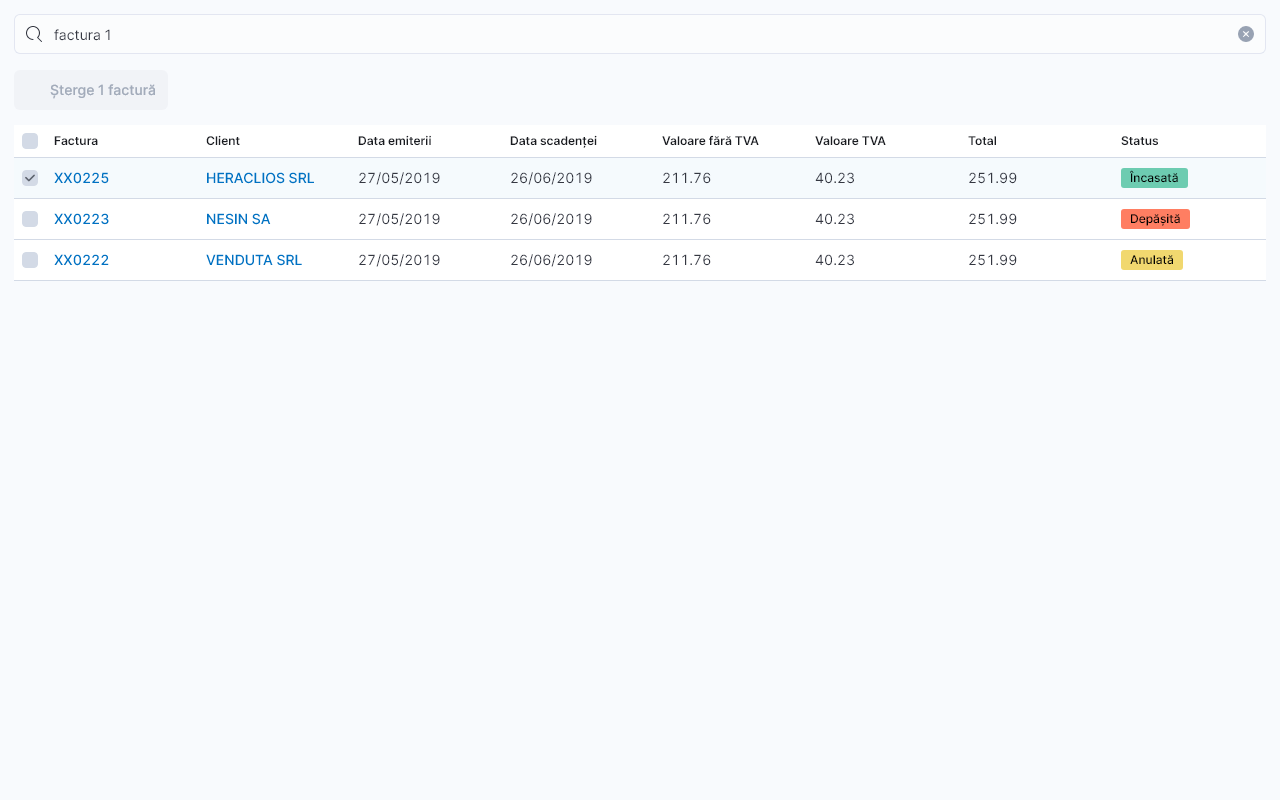 factura 1
Șterge 1 factură
Factura Client Data emiterii Data scadenței Valoare fără TVA Valoare TVA Total Status
XX0225 HERACLIOS SRL 27/05/2019 26/06/2019 211.76 40.23 251.99 Încasată
XX0223 NESIN SA 27/05/2019 26/06/2019 211.76 40.23 251.99 Depășită
XX0222 VENDUTA SRL 27/05/2019 26/06/2019 211.76 40.23 251.99 Anulată